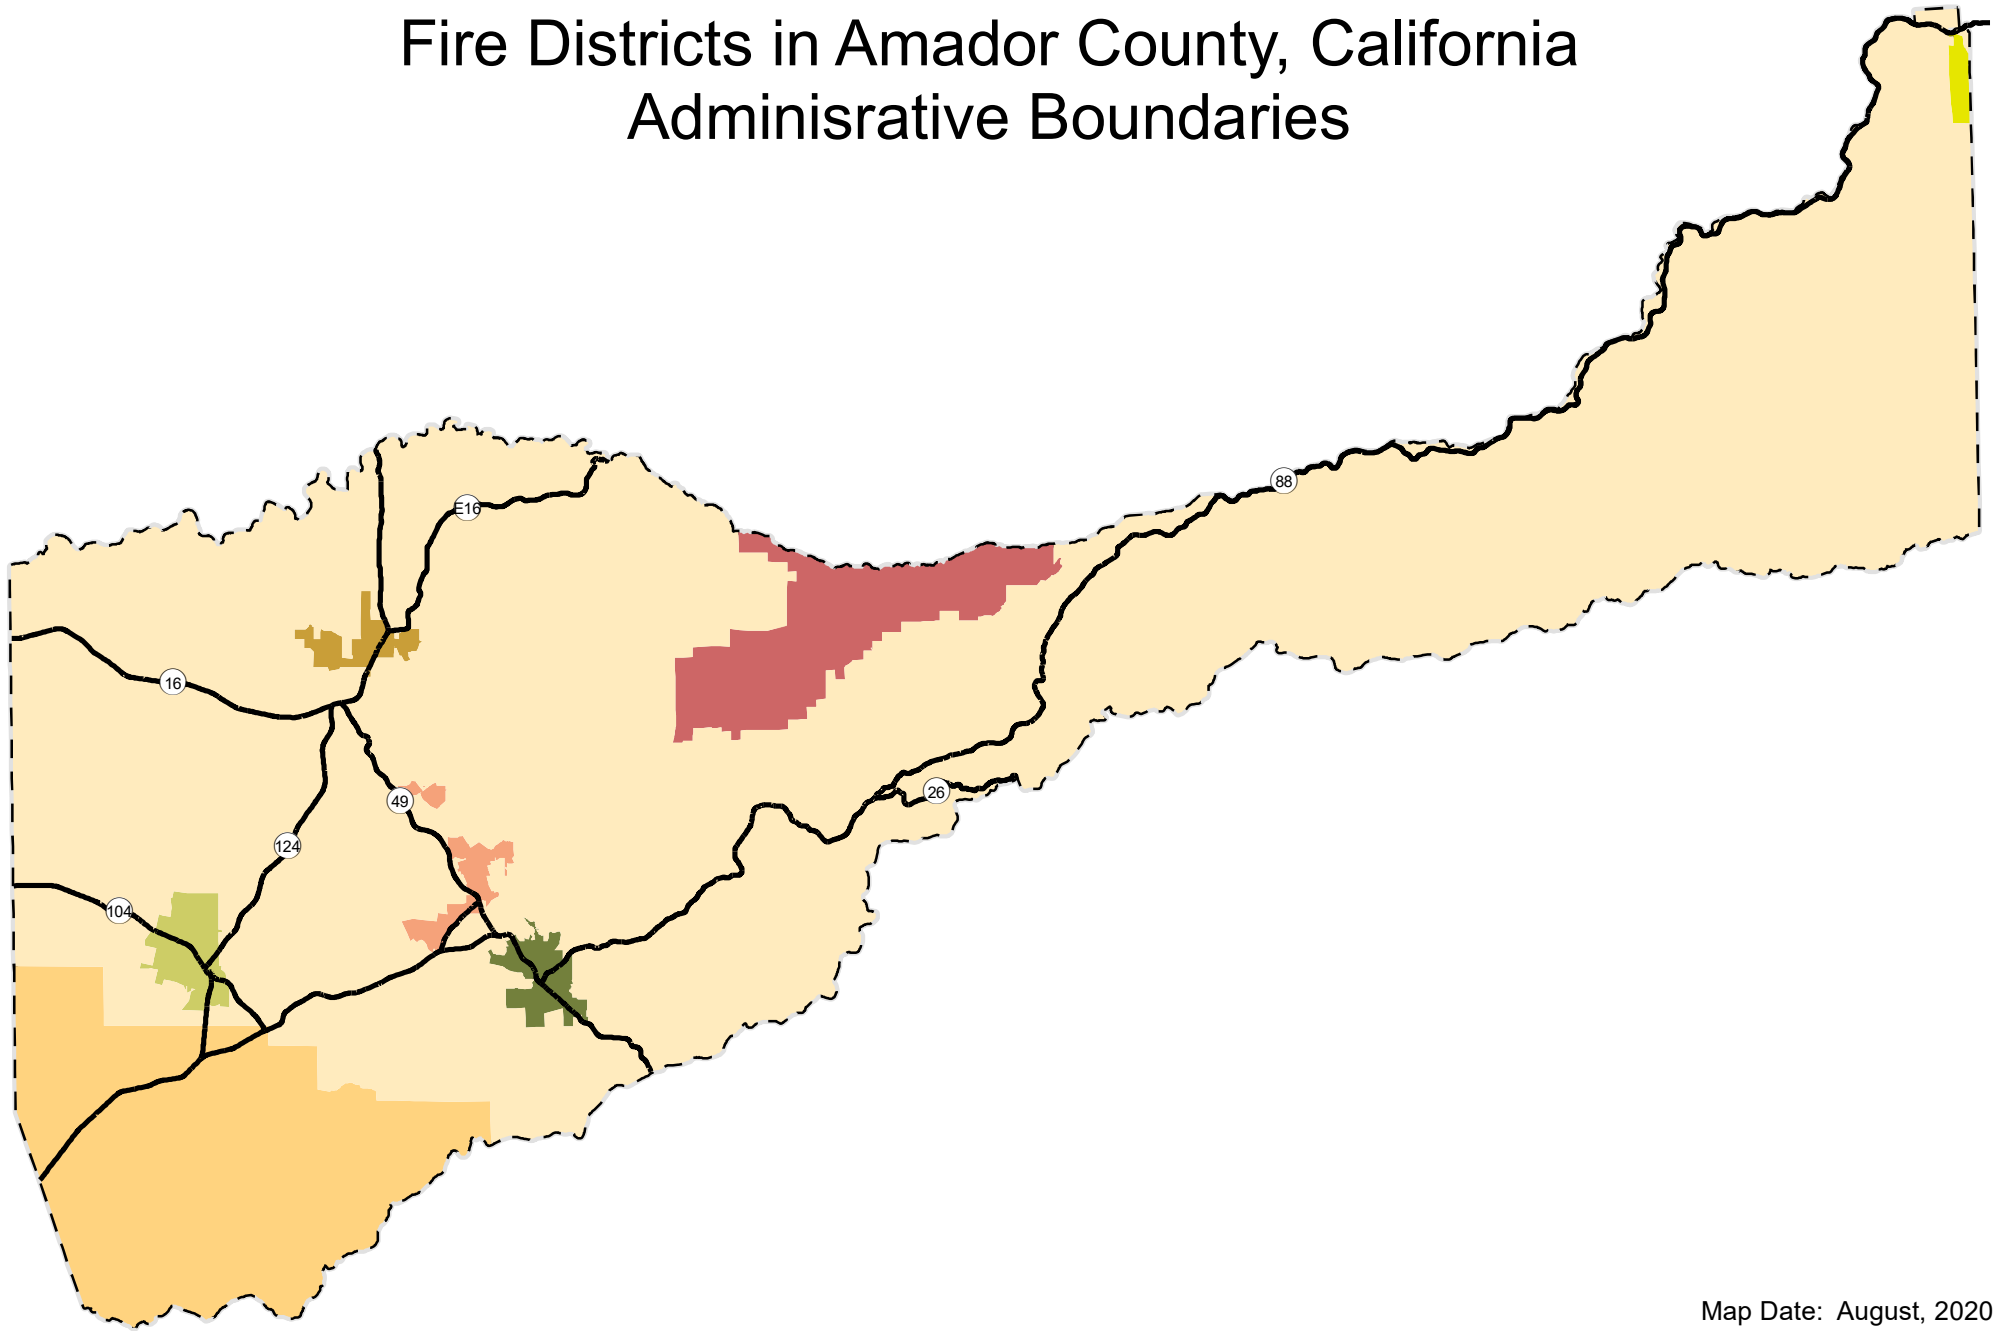 Fire Districts in Amador County, California
Adminisrative Boundaries
88
E16
16
26
49
124
104
Map Date: August, 2020